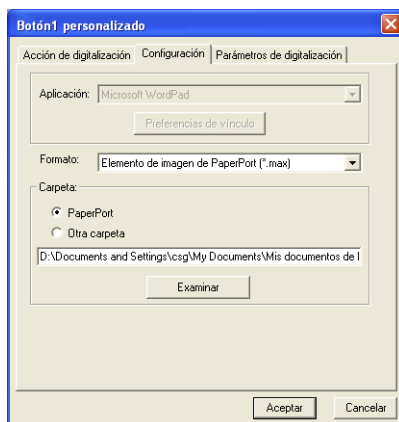 Botón1 personalizado
Acción de digitalización Configuración Parámetros de digitalización
Aplicación: Microsoft WordPad
Preferencias de vínculo
Formato: Elemento de imagen de PaperPort (*.max)
Carpeta:
PaperPort
Otra carpeta
D:\Documents and Settings\csg\My Documents\Mis documentos de l
Examinar
Aceptar Cancelar